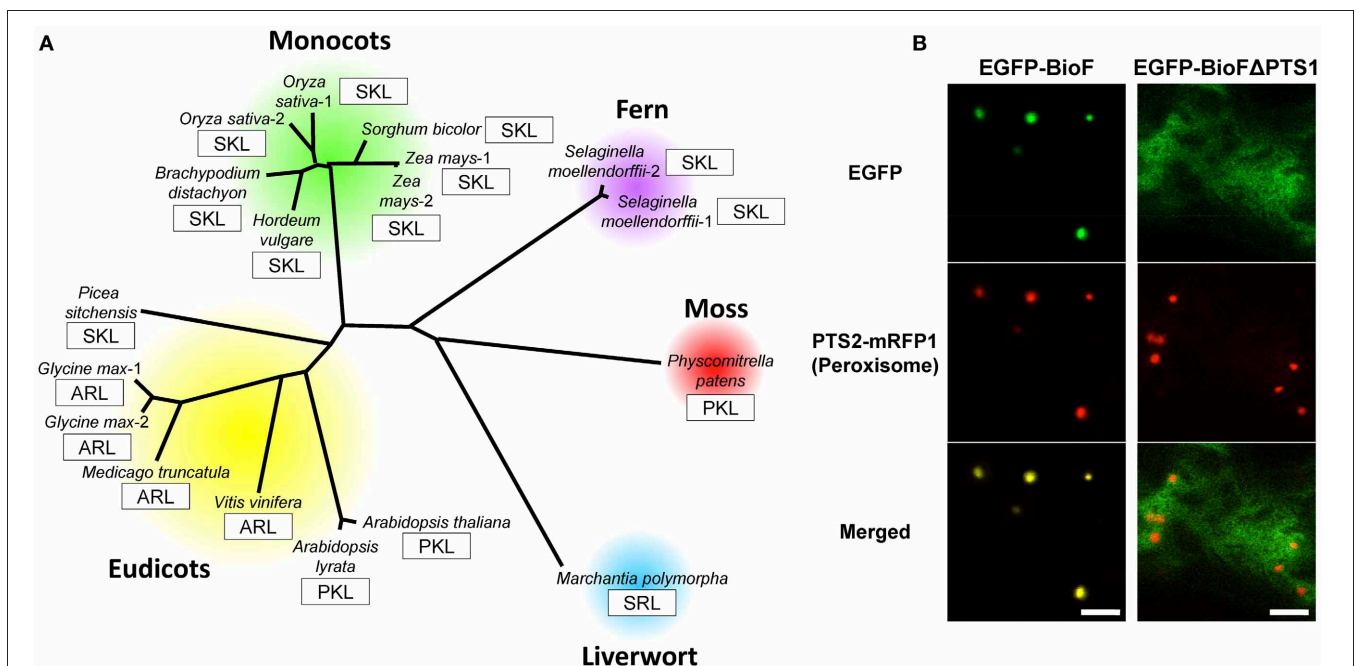 A
Monocots
Oryza
sativa-1
SKL
Oryza sativa-2
SKL
Sorghum bicolor
SKL
Zea mays-1
SKL
Zea
mays-2
SKL
Brachypodium
distachyon
SKL
Hordeum
vulgare
SKL
Fern
Selaginella
moellendorffii-2
SKL
Selaginella
moellendorffii-1
SKL
Picea
sitchensis
SKL
Moss
Physcomitrella
patens
PKL
Glycine max-1
ARL
Glycine max-2
ARL
Medicago truncatula
ARL
Vitis vinifera
ARL
Arabidopsis thaliana
PKL
Arabidopsis
lyrata
PKL
Eudicots
Marchantia polymorpha
SRL
Liverwort
B
EGFP-BioF
EGFP-BioFΔPTS1
EGFP
PTS2-mRFP1
(Peroxisome)
Merged